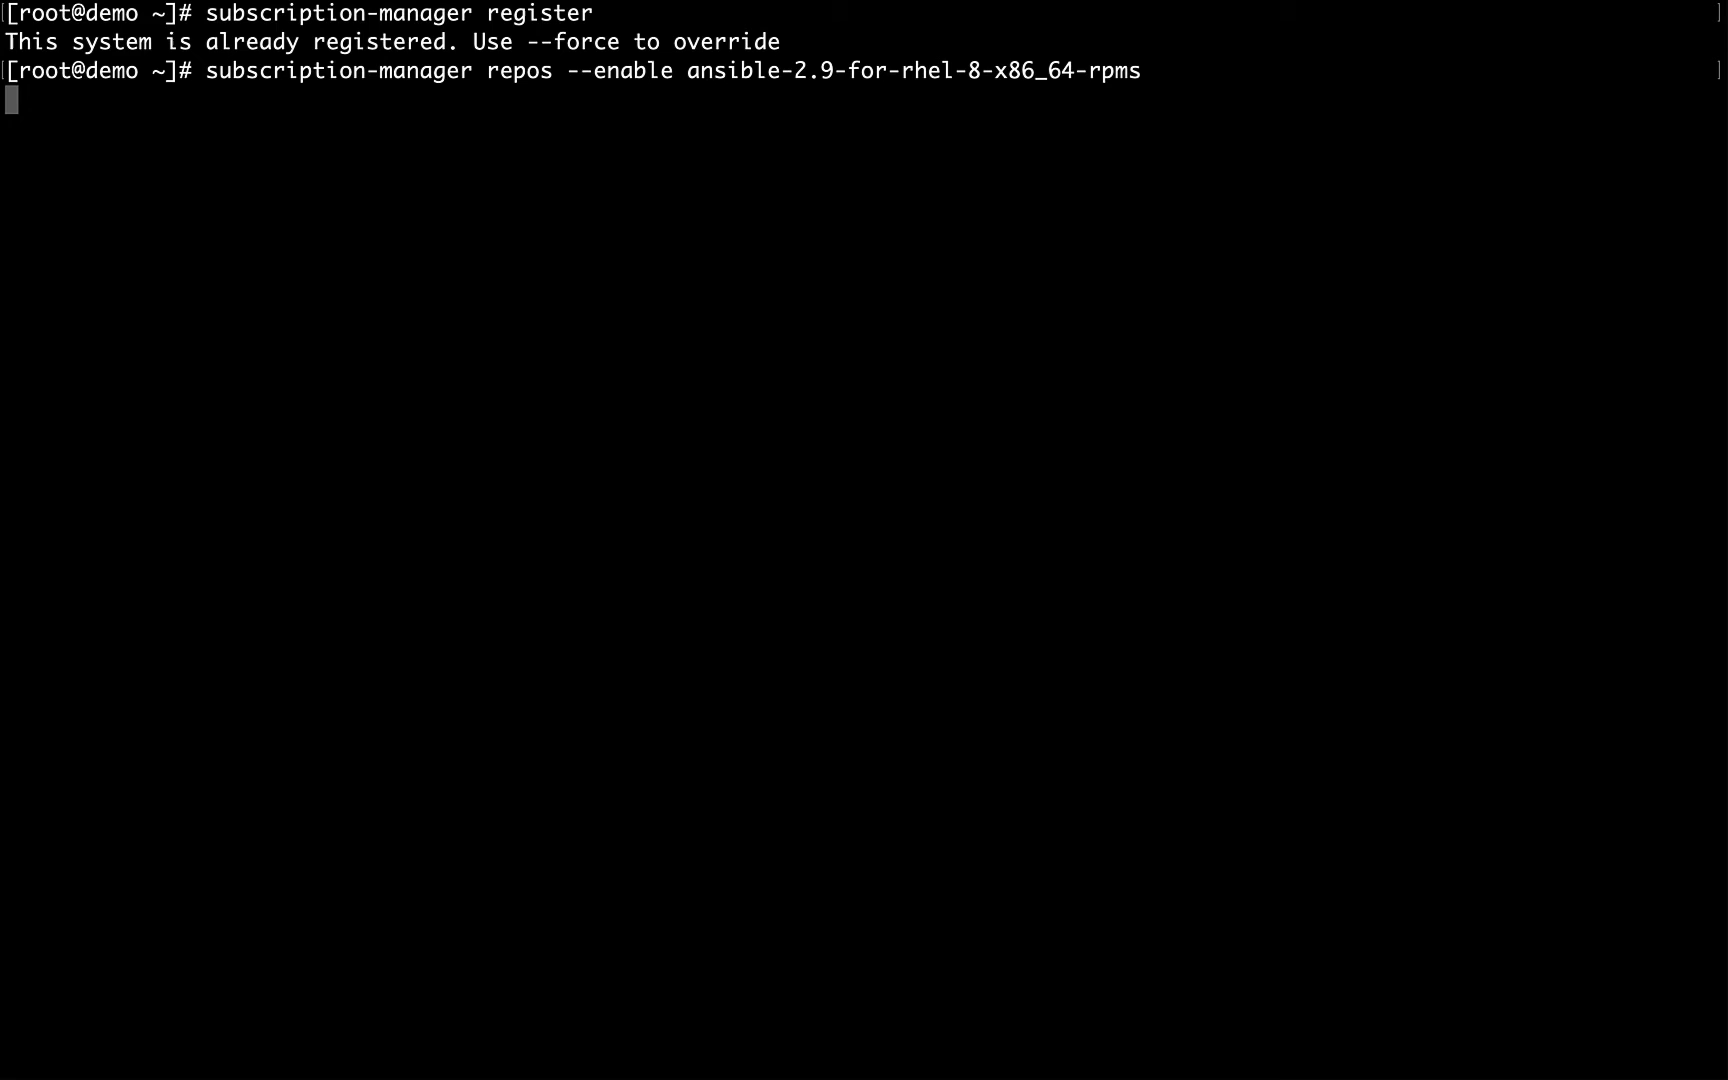 [root@demo ~]# subscription-manager register
This system is already registered. Use --force to override
[root@demo ~]# subscription-manager repos --enable ansible-2.9-for-rhel-8-x86_64-rpms